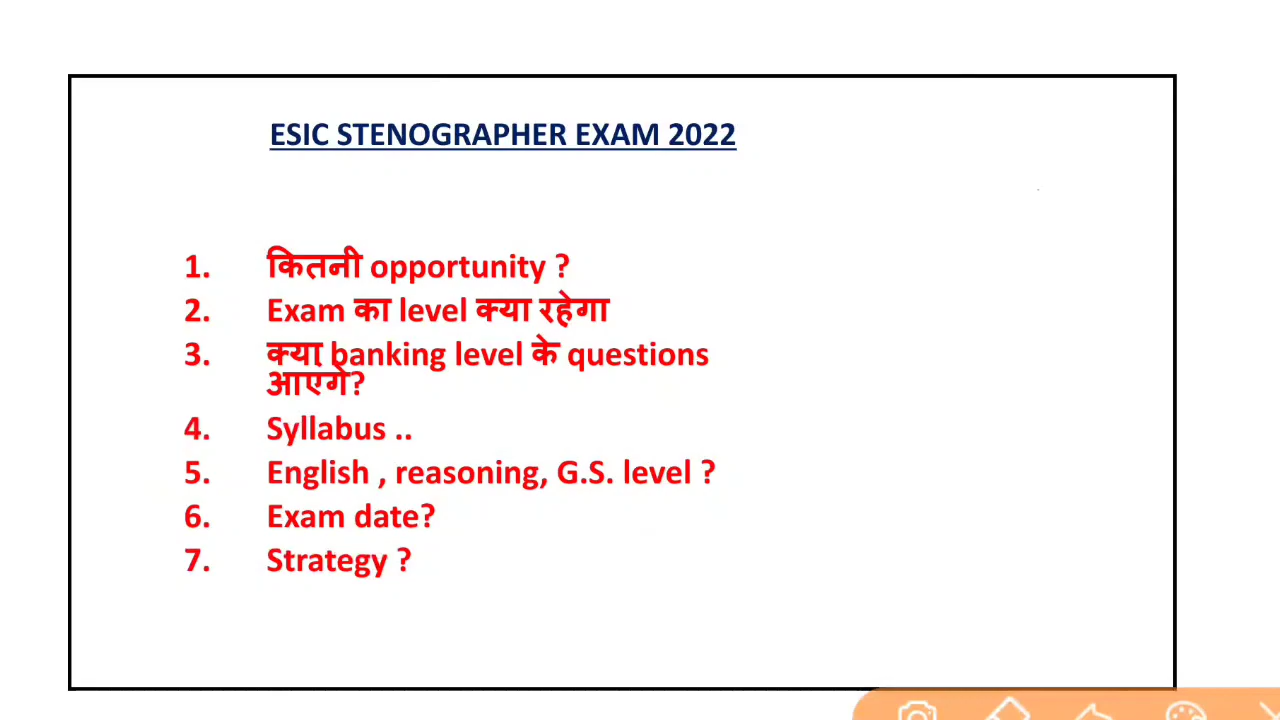 ESIC STENOGRAPHER EXAM 2022
1. कितनी opportunity ?
2. Exam का level क्या रहेगा
3. क्या banking level के questions
आएंगे?
4. Syllabus ..
5. English , reasoning, G.S. level ?
6. Exam date?
7. Strategy ?